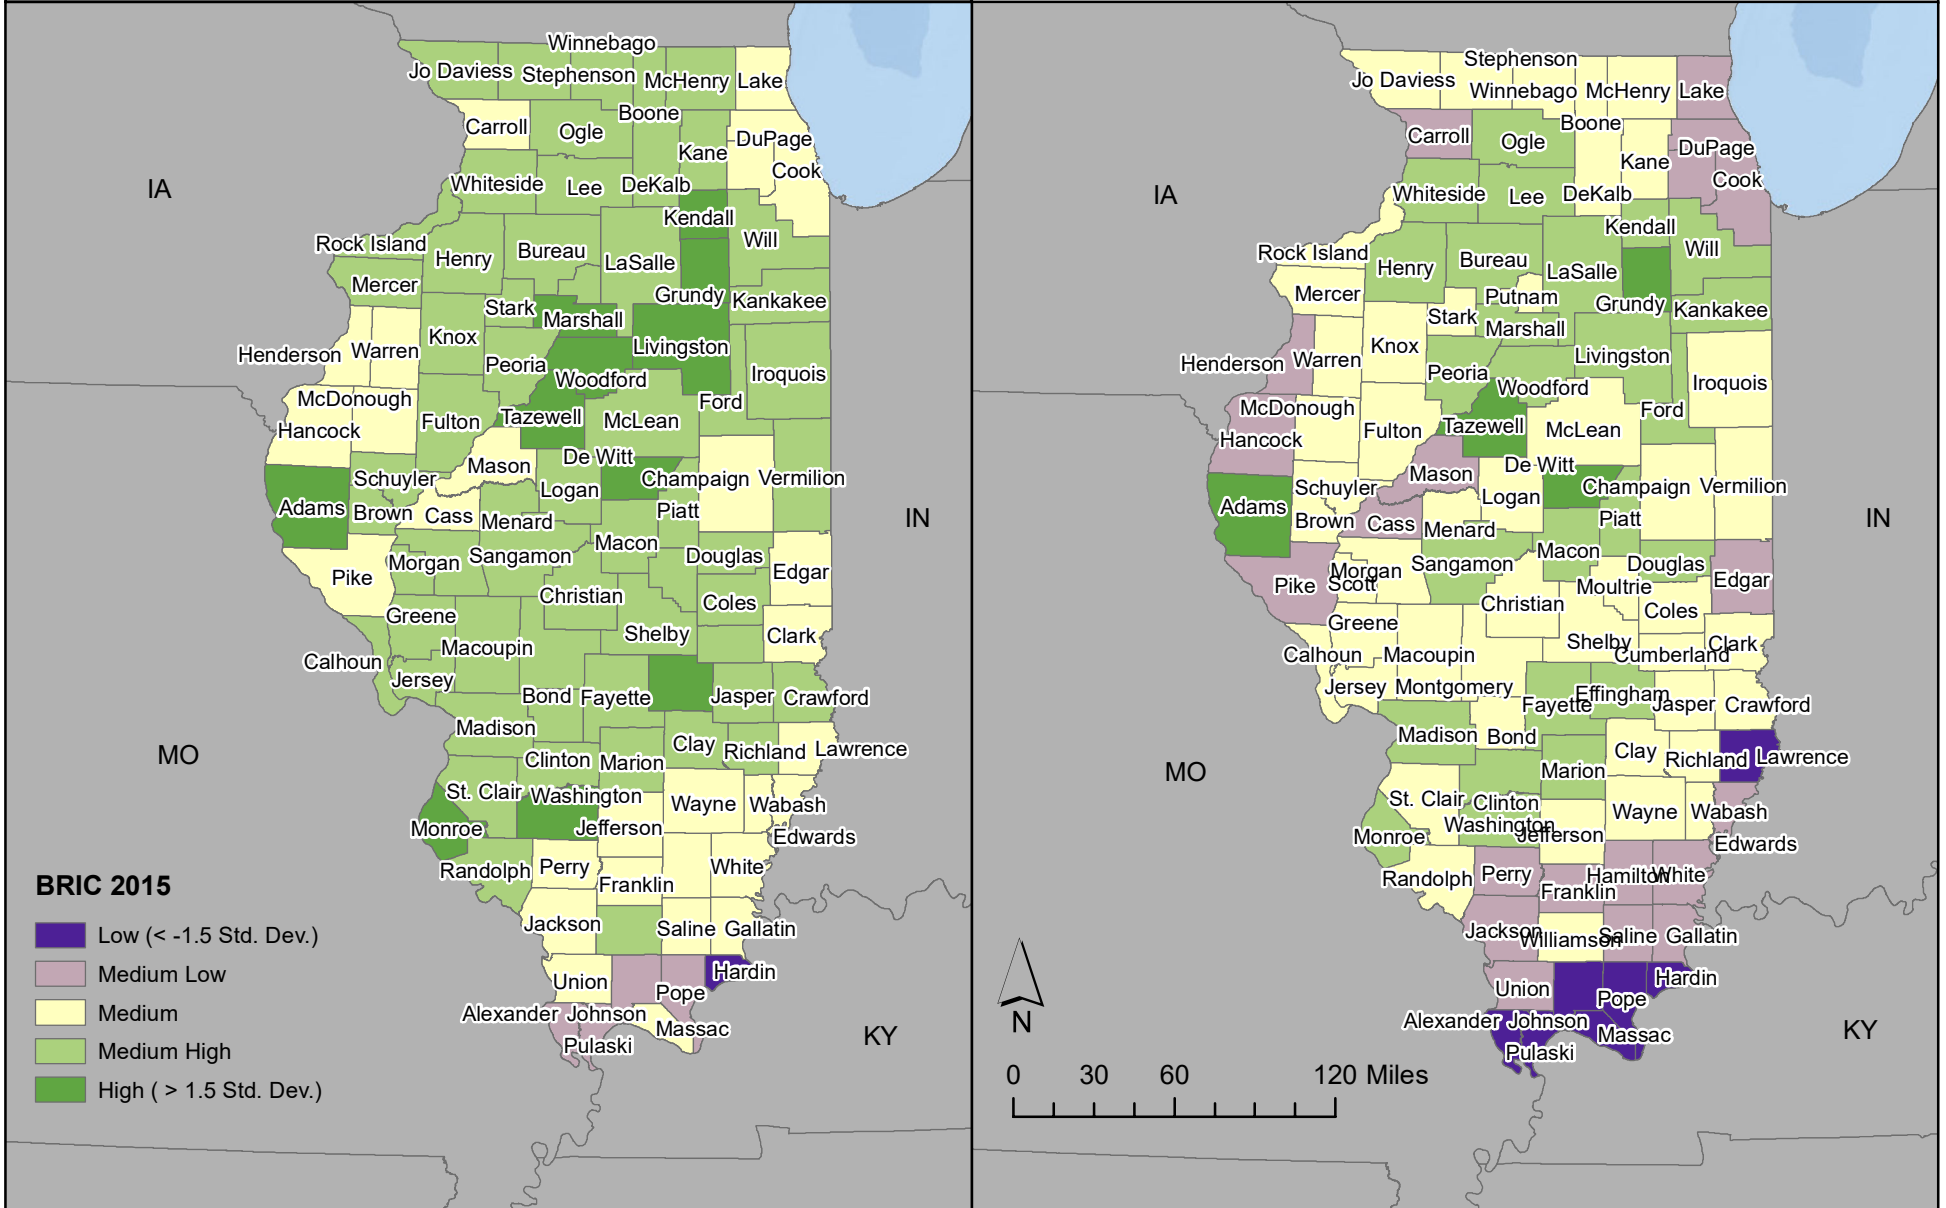 Winnebago
Jo Daviess
Stephenson
McHenry
Lake
Boone
Carroll
Ogle
DuPage
Kane
Cook
Whiteside
Lee
DeKalb
Kendall
Will
Rock Island
Henry
Bureau
LaSalle
Mercer
Grundy
Kankakee
Stark
Marshall
Knox
Livingston
Henderson
Warren
Peoria
Woodford
Iroquois
McDonough
Ford
Hancock
Fulton
Tazewell
McLean
De Witt
Mason
Schuyler
Champaign
Vermilion
Logan
Adams
Brown
Cass
Menard
Piatt
Macon
Morgan
Sangamon
Douglas
Edgar
Pike
Christian
Coles
Greene
Shelby
Clark
Macoupin
Calhoun
Jersey
Bond
Fayette
Jasper
Crawford
Madison
Clay
Richland
Lawrence
Clinton
Marion
St. Clair
Washington
Wayne
Wabash
Monroe
Jefferson
Edwards
Randolph
Perry
Franklin
White
Jackson
Saline
Gallatin
Union
Hardin
Pope
Alexander
Johnson
Massac
Pulaski
IA
IN
MO
KY
BRIC 2015
Low (< -1.5 Std. Dev.)
Medium Low
Medium
Medium High
High ( > 1.5 Std. Dev.)
Stephenson
Jo Daviess
Winnebago
McHenry
Lake
Boone
Carroll
Ogle
DuPage
Kane
Cook
Whiteside
Lee
DeKalb
Kendall
Will
Rock Island
Henry
Bureau
LaSalle
Mercer
Putnam
Grundy
Kankakee
Stark
Marshall
Knox
Livingston
Henderson
Warren
Peoria
Woodford
Iroquois
McDonough
Ford
Hancock
Fulton
Tazewell
McLean
De Witt
Mason
Schuyler
Champaign
Vermilion
Logan
Adams
Brown
Cass
Menard
Piatt
Macon
Morgan
Sangamon
Douglas
Scott
Moultrie
Edgar
Pike
Christian
Coles
Greene
Shelby
Clark
Cumberland
Calhoun
Macoupin
Jersey
Montgomery
Effingham
Fayette
Jasper
Crawford
Madison
Bond
Clay
Richland
Lawrence
Marion
St. Clair
Clinton
Wayne
Wabash
Washington
Monroe
Jefferson
Edwards
Randolph
Perry
Hamilton
White
Franklin
Jackson
Williamson
Saline
Gallatin
Union
Hardin
Pope
Alexander
Johnson
Massac
Pulaski
IA
IN
MO
KY
N
0 30 60 120 Miles